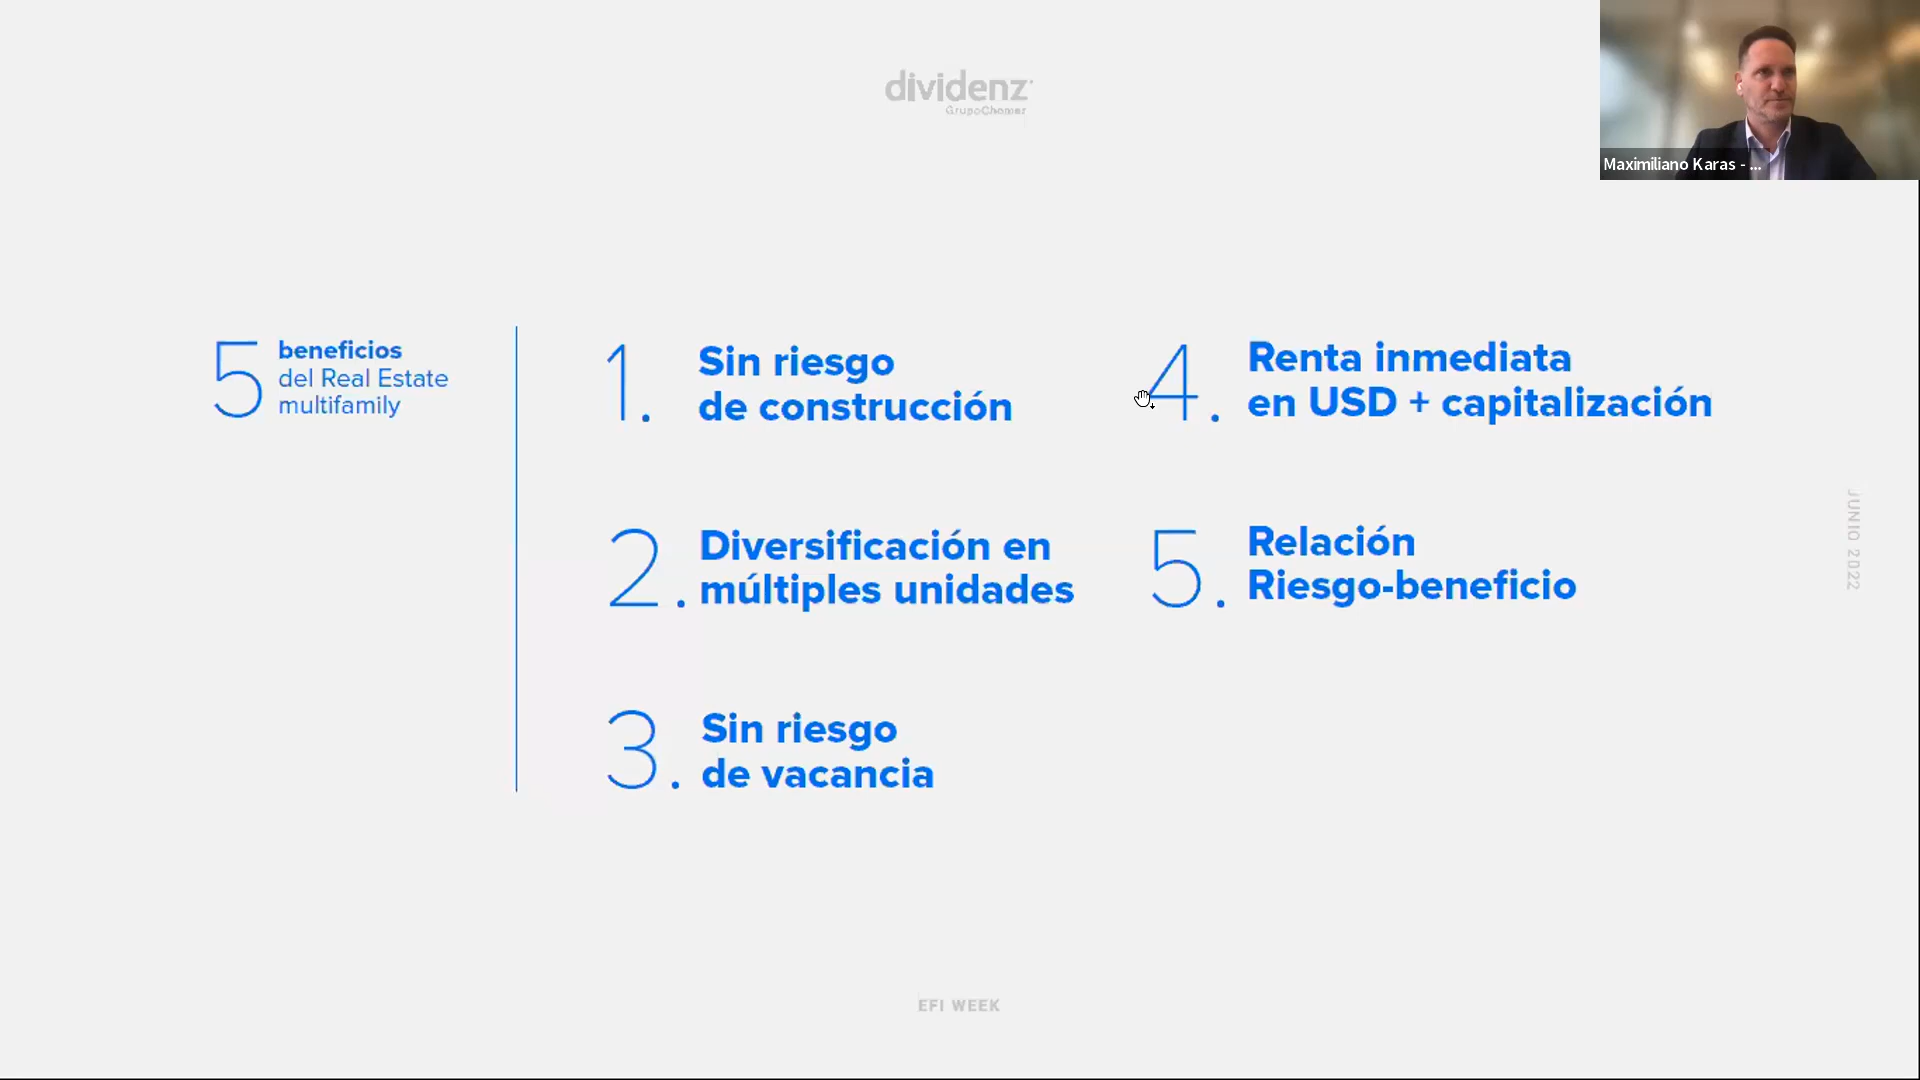 dividenz
GrupoChomer
Maximiliano Karas - ...
5 beneficios
del Real Estate
multifamily
1. Sin riesgo
de construcción
2. Diversificación en
múltiples unidades
3. Sin riesgo
de vacancia
4. Renta inmediata
en USD + capitalización
5. Relación
Riesgo-beneficio
JUNIO 2022
EFI WEEK